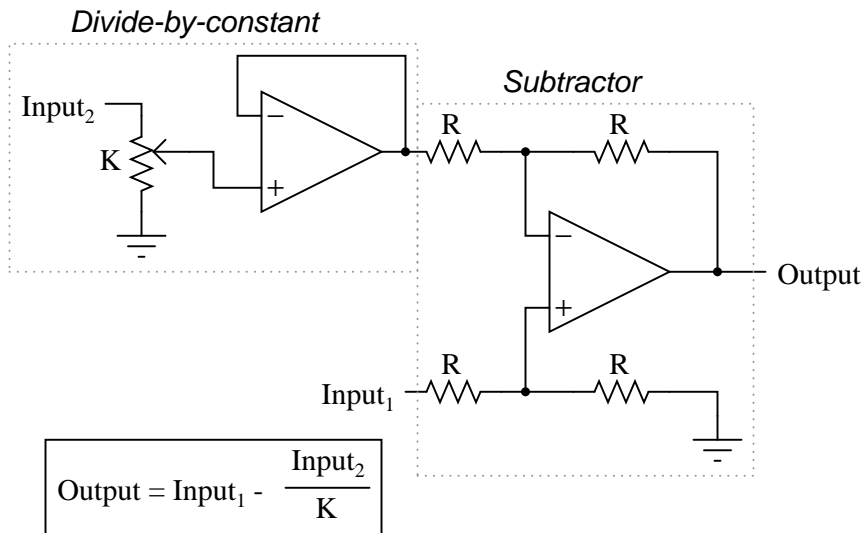 Divide-by-constant
Subtractor
Input₂
K
−
+
R
R
−
+
Output
R
R
Input₁
Output = Input₁ - Input₂
K